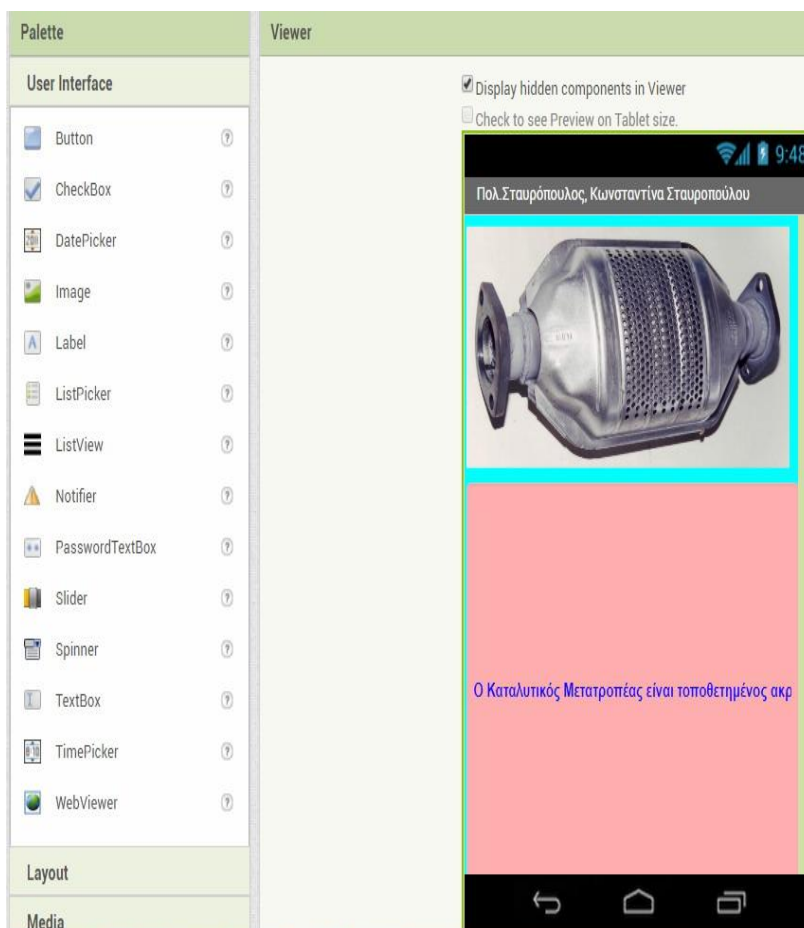 Palette
User Interface
Button
CheckBox
DatePicker
Image
Label
ListPicker
ListView
Notifier
PasswordTextBox
Slider
Spinner
TextBox
TimePicker
WebViewer
Layout
Media
Viewer
Display hidden components in Viewer
Check to see Preview on Tablet size.
9:48
Πολ.Σταυρόπουλος, Κωνσταντίνα Σταυροπούλου
Ο Καταλυτικός Μετατροπέας είναι τοποθετημένος ακρ